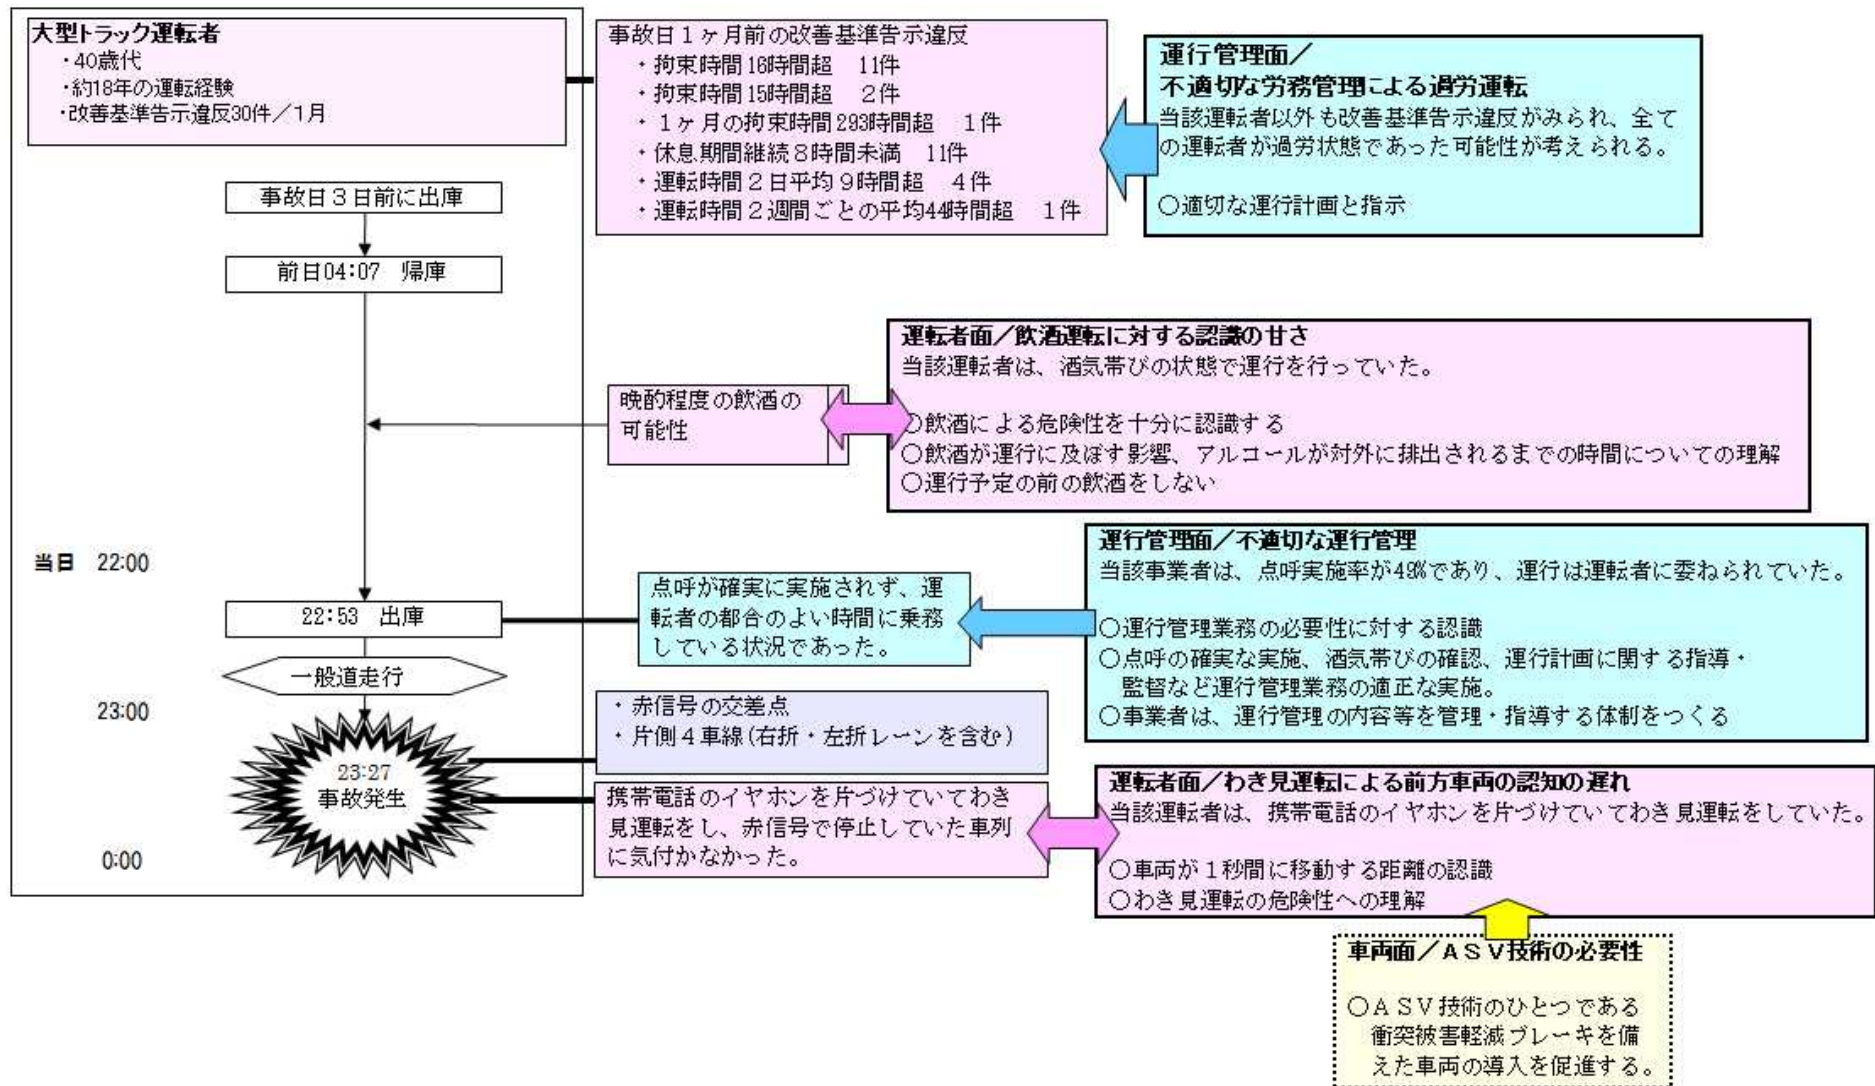 大型トラック運転者
・40歳代
・約18年の運転経験
・改善基準告示違反30件／1月
事故日１ヶ月前の改善基準告示違反
・拘束時間16時間超　11件
・拘束時間15時間超　２件
・１ヶ月の拘束時間293時間超　１件
・休息期間継続８時間未満　11件
・運転時間２日平均９時間超　４件
・運転時間２週間ごとの平均44時間超　１件
運行管理面／
不適切な労務管理による過労運転
当該運転者以外も改善基準告示違反がみられ、全て
の運転者が過労状態であった可能性が考えられる。
○適切な運行計画と指示
事故日３日前に出庫
前日04:07　帰庫
晩酌程度の飲酒の
可能性
運転者面／飲酒運転に対する認識の甘さ
当該運転者は、酒気帯びの状態で運行を行っていた。
○飲酒による危険性を十分に認識する
○飲酒が運行に及ぼす影響、アルコールが対外に排出されるまでの時間についての理解
○運行予定の前の飲酒をしない
当日　22:00
22:53　出庫
点呼が確実に実施されず、運
転者の都合のよい時間に乗務
している状況であった。
運行管理面／不適切な運行管理
当該事業者は、点呼実施率が49%であり、運行は運転者に委ねられていた。
○運行管理業務の必要性に対する認識
○点呼の確実な実施、酒気帯びの確認、運行計画に関する指導・
監督など運行管理業務の適正な実施。
○事業者は、運行管理の内容等を管理・指導する体制をつくる
一般道走行
23:00
・赤信号の交差点
・片側４車線(右折・左折レーンを含む)
23:27
事故発生
携帯電話のイヤホンを片づけていてわき
見運転をし、赤信号で停止していた車列
に気付かなかった。
運転者面／わき見運転による前方車両の認知の遅れ
当該運転者は、携帯電話のイヤホンを片づけていてわき見運転をしていた。
○車両が１秒間に移動する距離の認識
○わき見運転の危険性への理解
0:00
車両面／ＡＳＶ技術の必要性
○ＡＳＶ技術のひとつである
衝突被害軽減ブレーキを備
えた車両の導入を促進する。